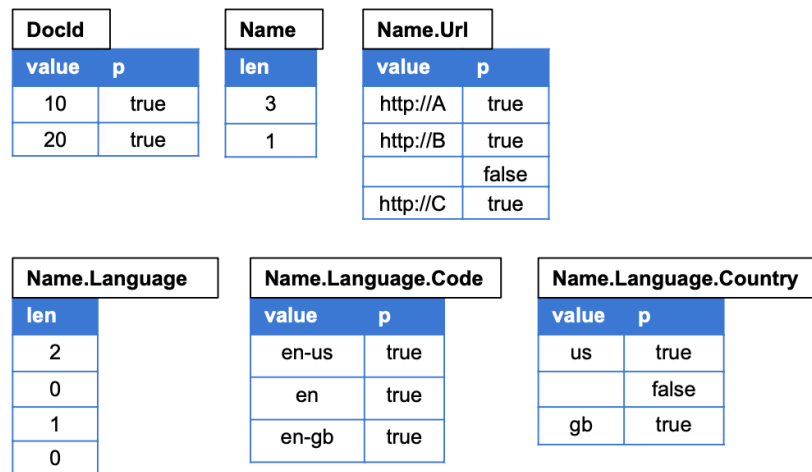 DocId Name Name.Url
value p len value p
10 true 3 http://A true
20 true 1 http://B true
false
http://C true
Name.Language Name.Language.Code Name.Language.Country
len value p value p
2 en-us true us true
0 en true false
1 en-gb true gb true
0